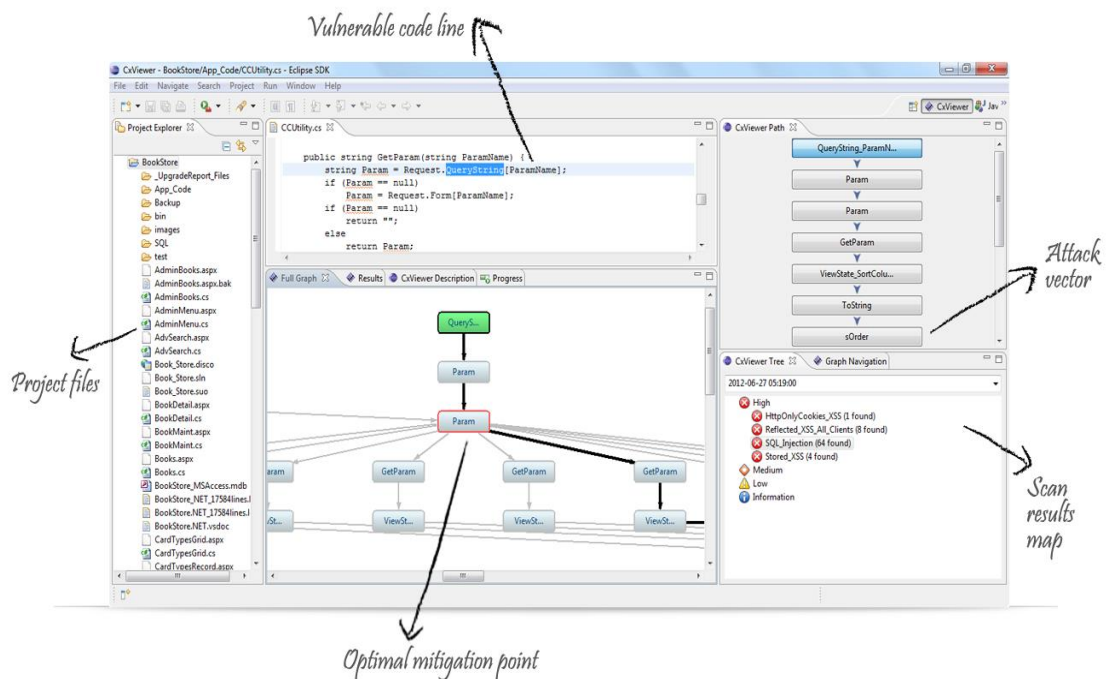 Vulnerable code line
CxViewer - BookStore/App_Code/CCUtility.cs - Eclipse SDK
File Edit Navigate Search Project Run Window Help
CxViewer Jav
Project Explorer
BookStore
_UpgradeReport_Files
App_Code
Backup
bin
images
SQL
test
AdminBooks.aspx
AdminBooks.aspx.bak
AdminBooks.cs
AdminMenu.aspx
AdminMenu.cs
AdvSearch.aspx
AdvSearch.cs
Book_Store.disco
Book_Store.sln
Book_Store.suo
BookDetail.aspx
BookDetail.cs
BookMaint.aspx
BookMaint.cs
Books.aspx
Books.cs
BookStore_MSAccess.mdb
BookStore_NET_17584lines.l
BookStore.NET_17584lines.l
BookStore.NET.vsdoc
CardTypesGrid.aspx
CardTypesGrid.cs
CardTypesRecord.aspx
Project files
CCUtility.cs
public string GetParam(string ParamName) {
string Param = Request.QueryString[ParamName];
if (Param == null)
Param = Request.Form[ParamName];
if (Param == null)
return "";
else
return Param;
Full Graph Results CxViewer Description Progress
QueryS...
Param
Param
aram GetParam GetParam GetParam
wSt... ViewSt... ViewSt... ViewSt...
Optimal mitigation point
CxViewer Path
QueryString_ParamN...
Param
Param
GetParam
ViewState_SortColu...
ToString
sOrder
Attack
vector
CxViewer Tree Graph Navigation
2012-06-27 05:19:00
High
HttpOnlyCookies_XSS (1 found)
Reflected_XSS_All_Clients (8 found)
SQL_Injection (64 found)
Stored_XSS (4 found)
Medium
Low
Information
Scan
results
map